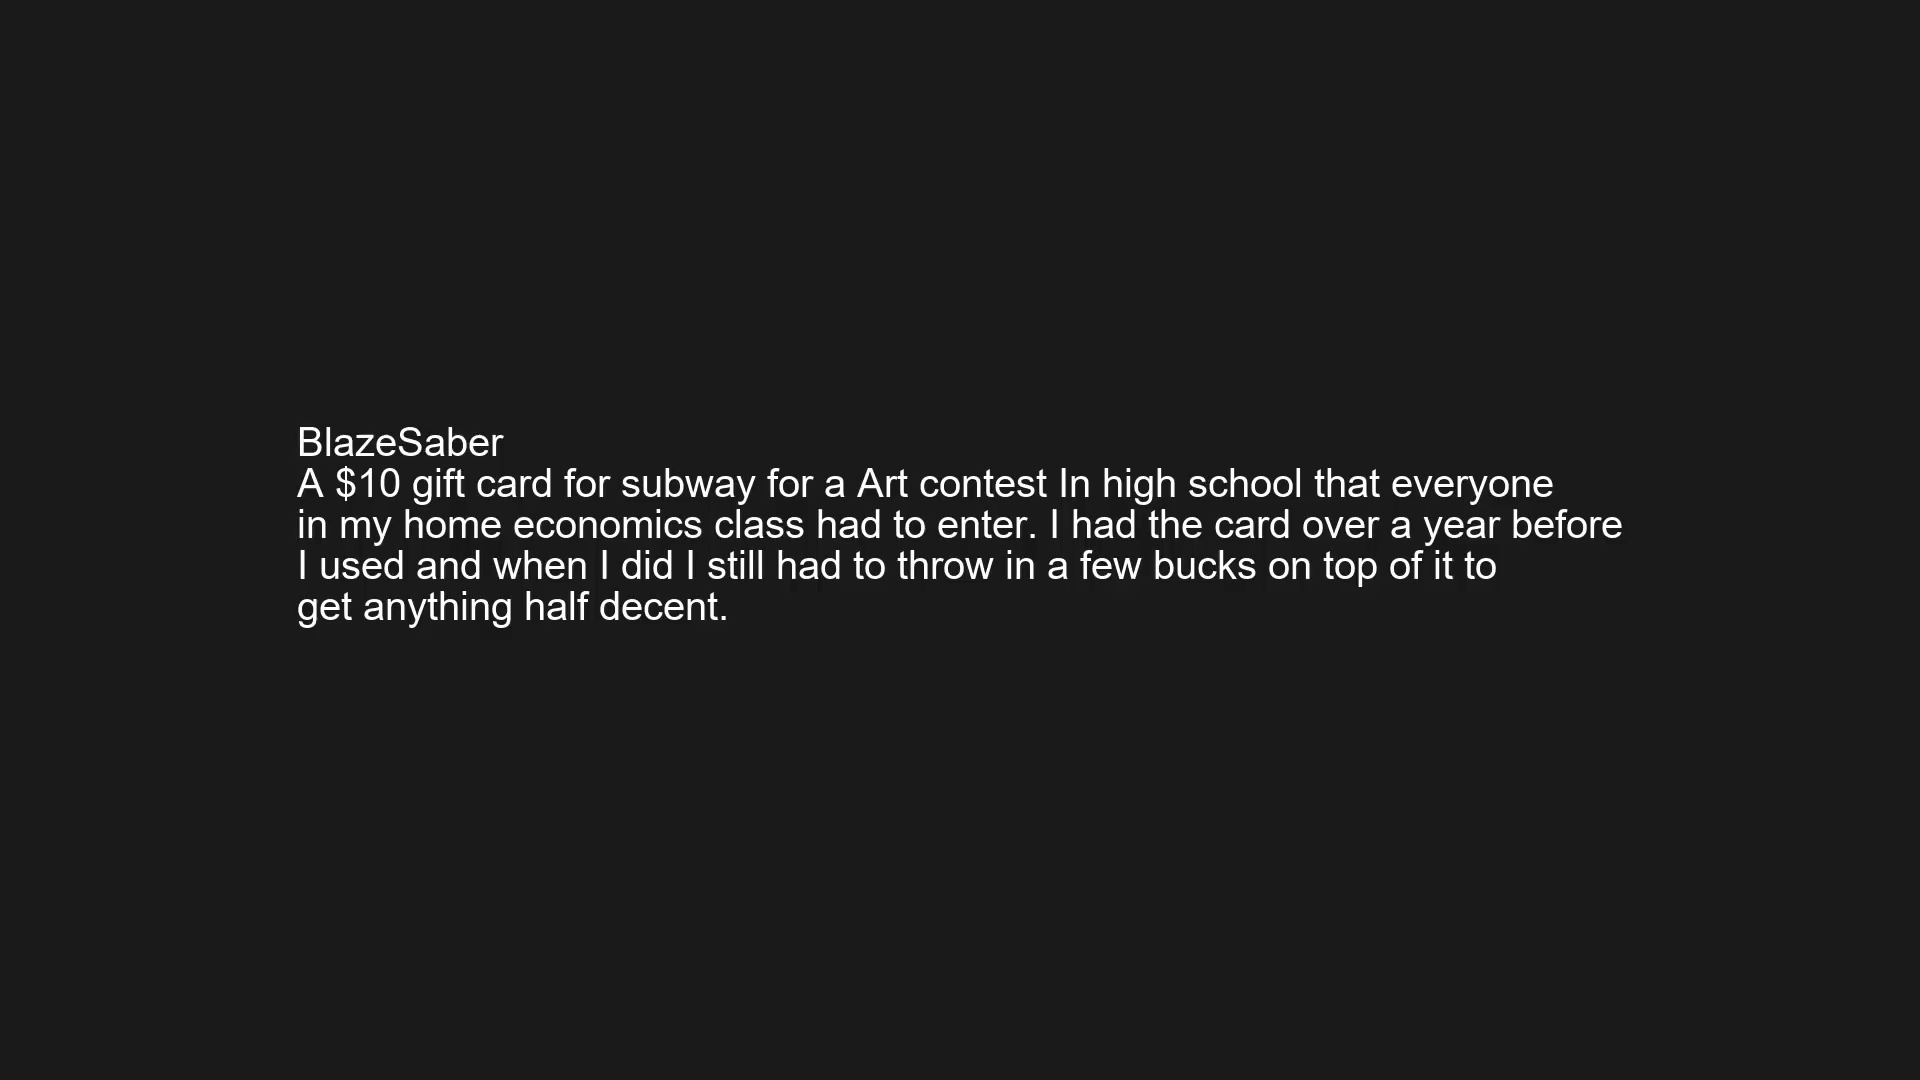 BlazeSaber
A $10 gift card for subway for a Art contest In high school that everyone
in my home economics class had to enter. I had the card over a year before
I used and when I did I still had to throw in a few bucks on top of it to
get anything half decent.